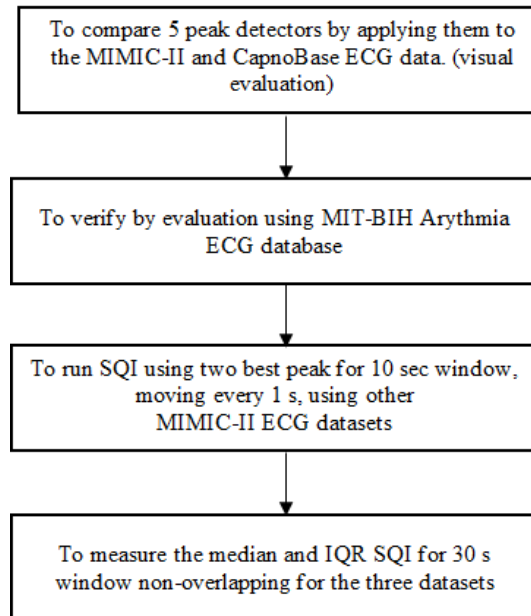 To compare 5 peak detectors by applying them to
the MIMIC-II and CapnoBase ECG data. (visual
evaluation)
To verify by evaluation using MIT-BIH Arythmia
ECG database
To run SQI using two best peak for 10 sec window,
moving every 1 s, using other
MIMIC-II ECG datasets
To measure the median and IQR SQI for 30 s
window non-overlapping for the three datasets